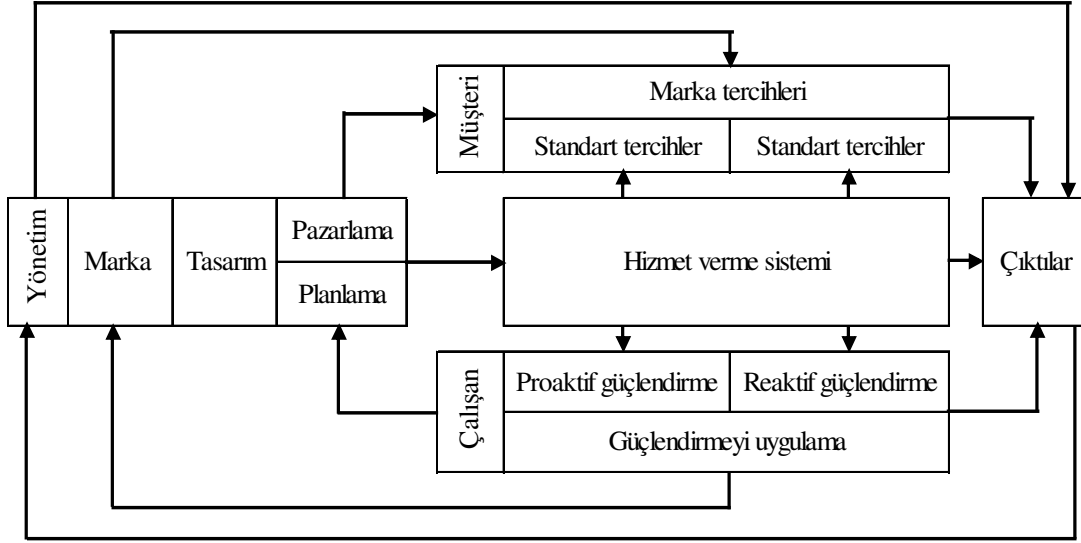 Müşteri
Marka tercihleri
Standart tercihler
Standart tercihler
Yönetim
Marka
Tasarım
Pazarlama
Planlama
Hizmet verme sistemi
Çıktılar
Çalışan
Proaktif güçlendirme
Reaktif güçlendirme
Güçlendirmeyi uygulama